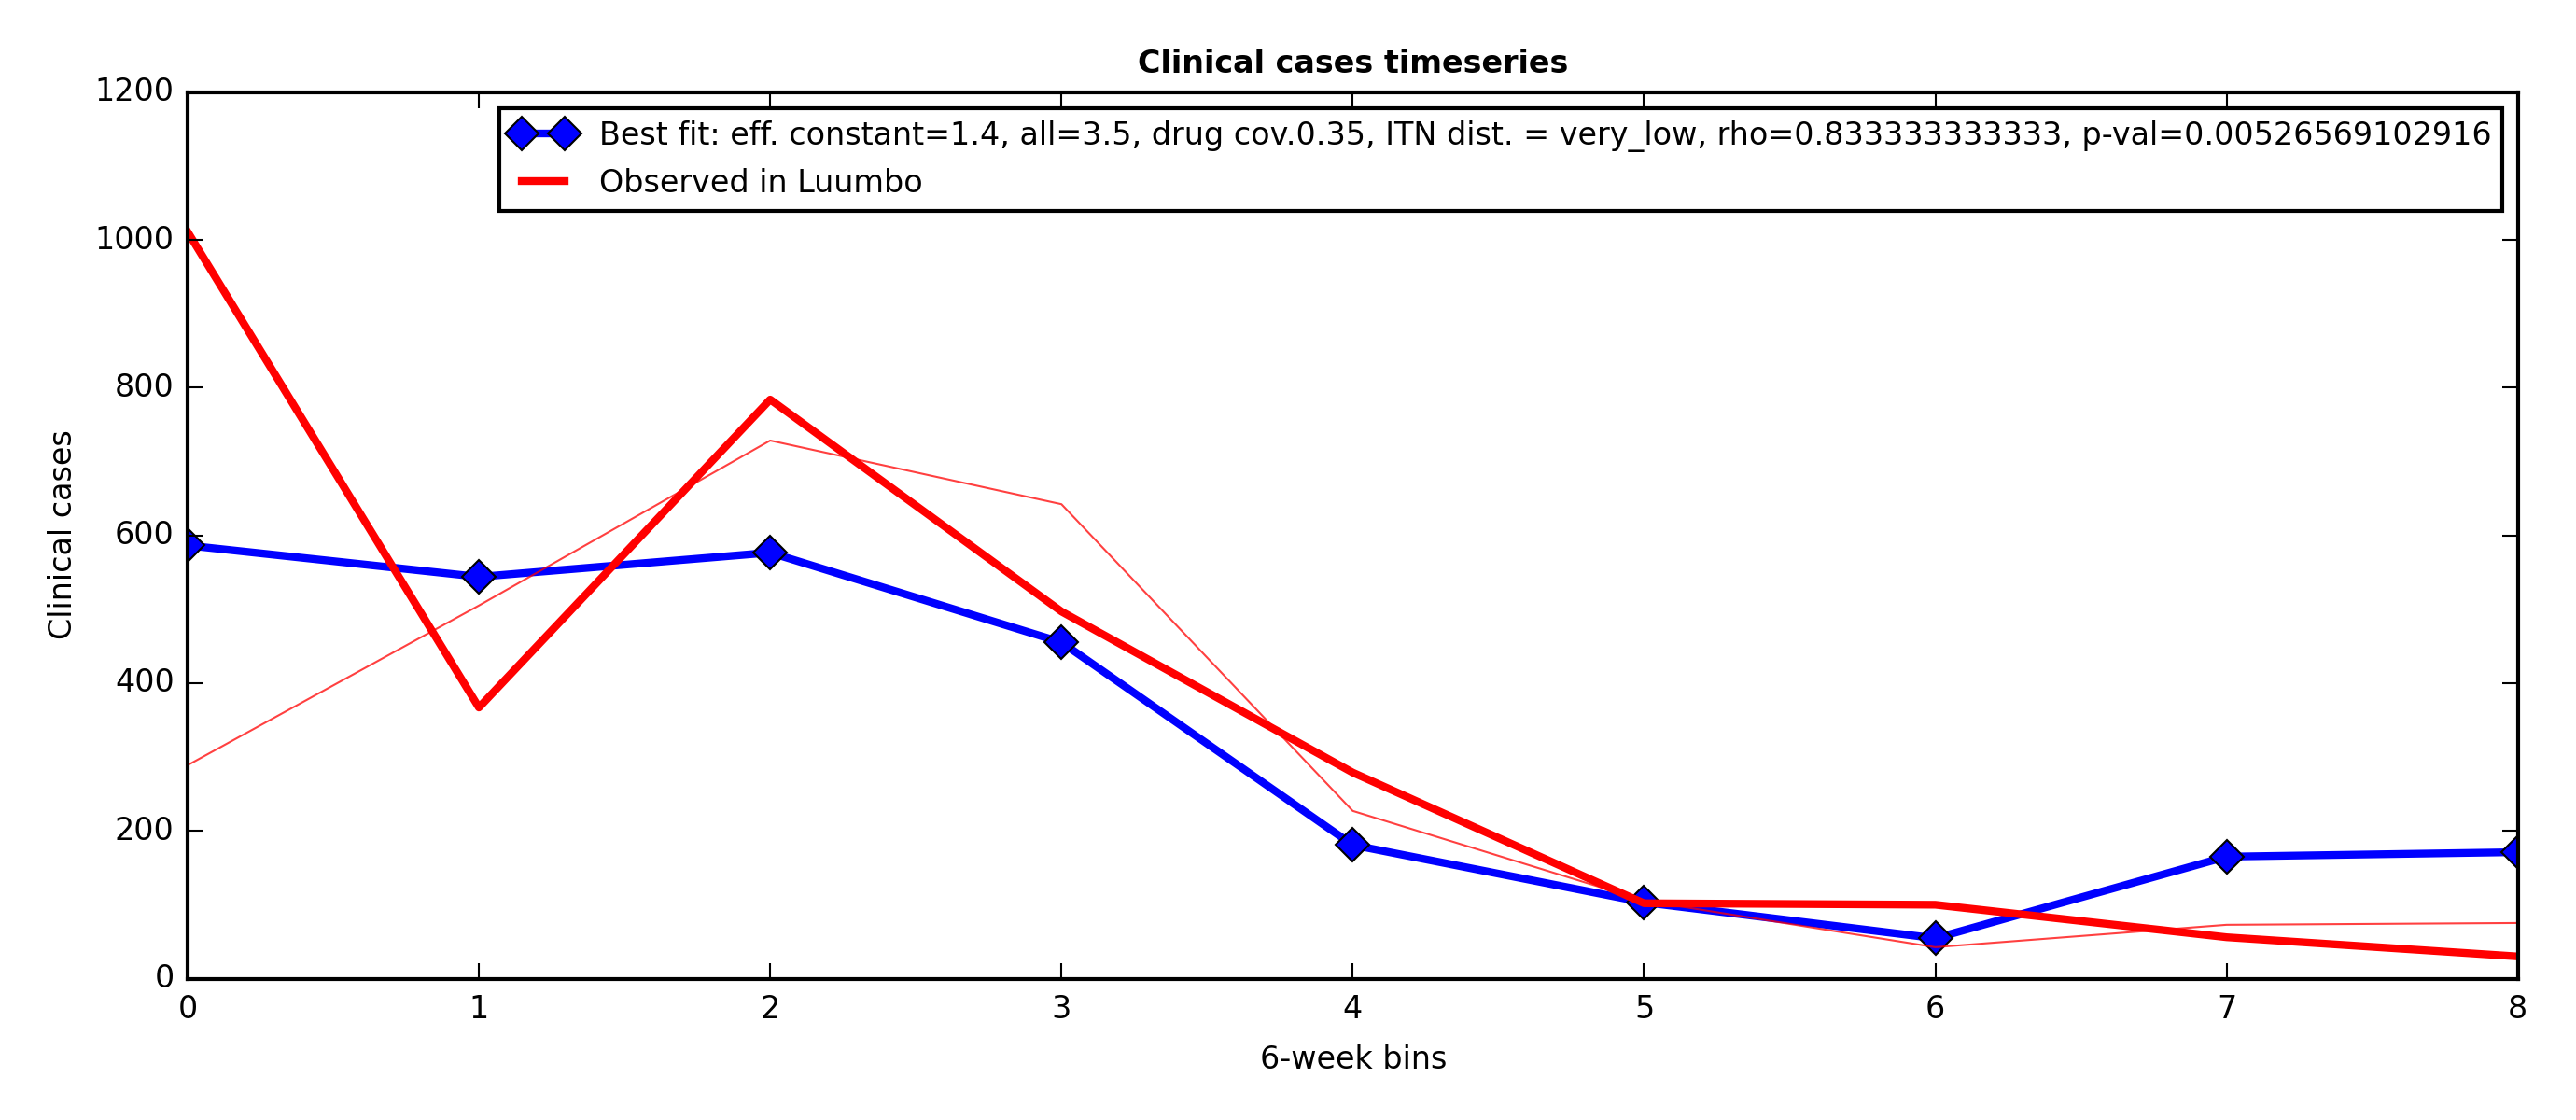 Clinical cases timeseries
1200
1000
800
600
400
200
0
Clinical cases
Best fit: eff. constant=1.4, all=3.5, drug cov.0.35, ITN dist. = very_low, rho=0.833333333333, p-val=0.00526569102916
Observed in Luumbo
0 1 2 3 4 5 6 7 8
6-week bins